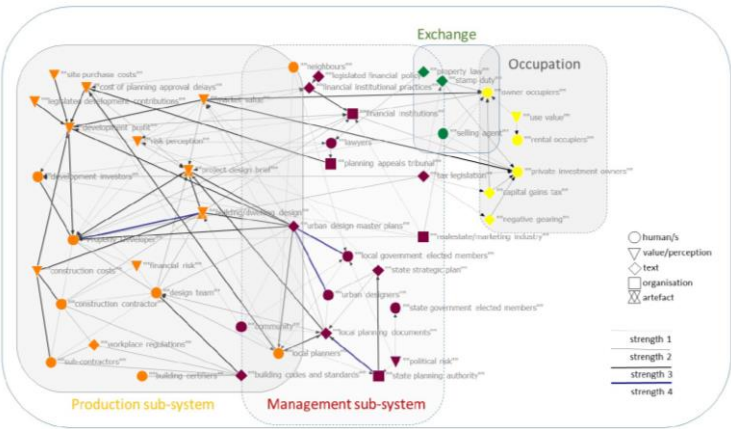 Exchange
Occupation
""neighbours""
""site purchase costs""
""cost of planning approval delays""
""legislated financial policy""
""financial institutional practices""
""property law""
""stamp duty""
""owner occupiers""
""legislated development contributions""
""market value""
""financial institutions""
""use value""
""development profit""
""risk perception""
""lawyers""
""selling agent""
""rental occupiers""
""planning appeals tribunal""
""development investors""
""project design brief""
""tax legislation""
""private investment owners""
""capital gains tax""
""building/dwelling design""
""urban design master plans""
""negative gearing""
""property developer""
""realestate/marketing industry""
""construction costs""
""financial risk""
""local government elected members""
""state strategic plan""
""construction contractor""
""design team""
""urban designers""
""state government elected members""
""community""
""local planning documents""
""workplace regulations""
""local planners""
""political risk""
""sub-contractors""
""building certifiers""
""building codes and standards""
""state planning authority""
human/s
value/perception
text
organisation
artefact
strength 1
strength 2
strength 3
strength 4
Production sub-system
Management sub-system